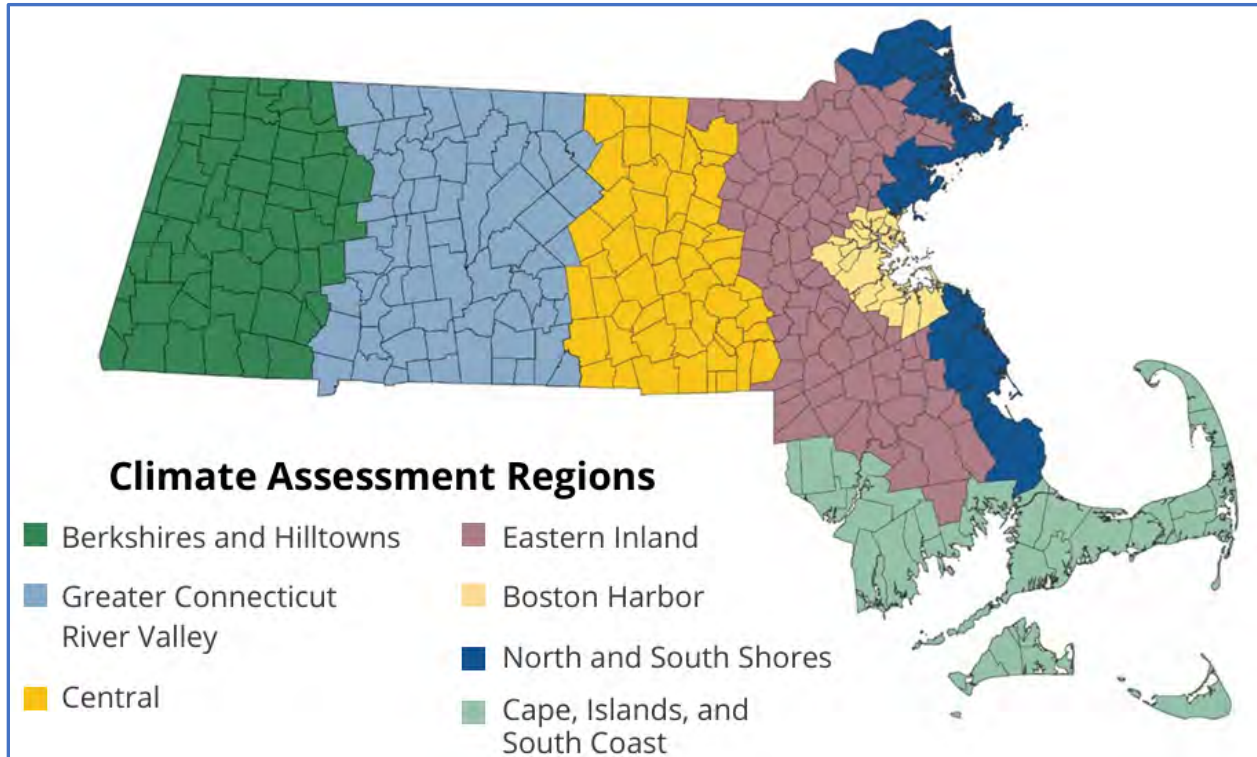 Climate Assessment Regions
Berkshires and Hilltowns
Greater Connecticut
River Valley
Central
Eastern Inland
Boston Harbor
North and South Shores
Cape, Islands, and
South Coast